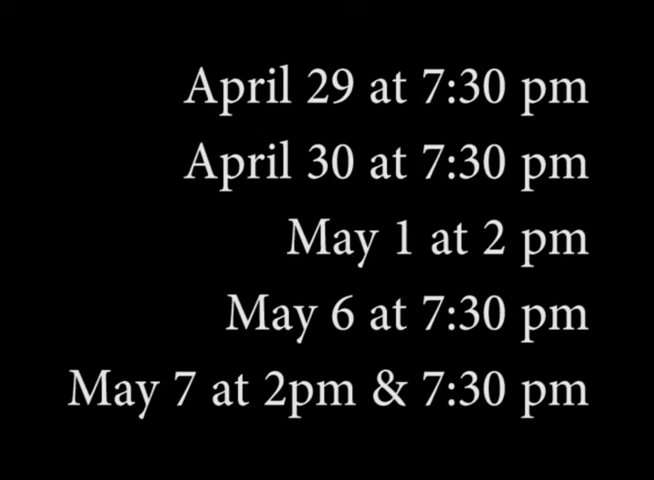 April 29 at 7:30 pm
April 30 at 7:30 pm
May 1 at 2 pm
May 6 at 7:30 pm
May 7 at 2pm & 7:30 pm